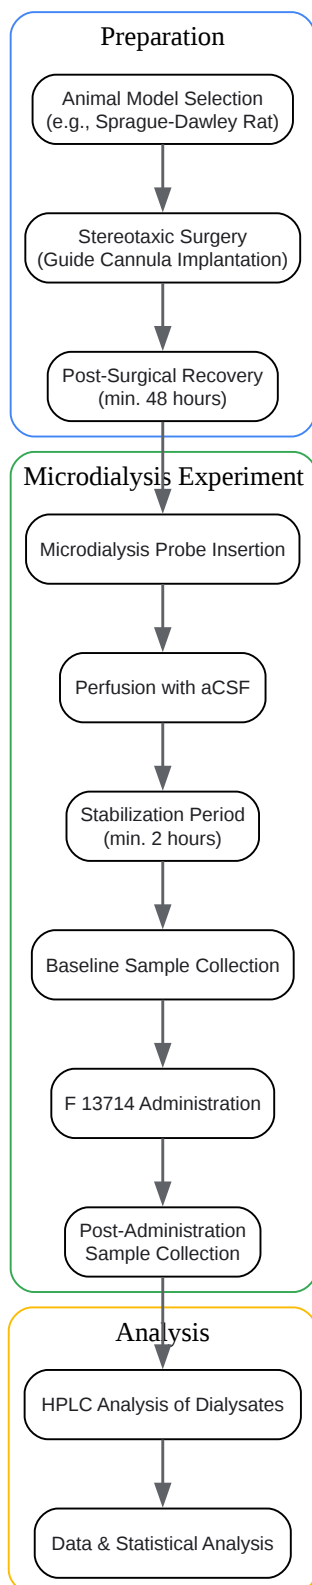 Preparation
Animal Model Selection
(e.g., Sprague-Dawley Rat)
Stereotaxic Surgery
(Guide Cannula Implantation)
Post-Surgical Recovery
(min. 48 hours)
Microdialysis Experiment
Microdialysis Probe Insertion
Perfusion with aCSF
Stabilization Period
(min. 2 hours)
Baseline Sample Collection
F 13714 Administration
Post-Administration
Sample Collection
Analysis
HPLC Analysis of Dialysates
Data & Statistical Analysis